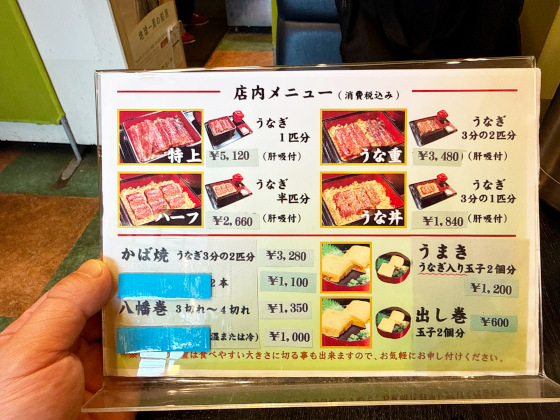 店内メニュー（消費税込み）
特上
うなぎ
1匹分
￥5,120（肝吸付）
うな重
うなぎ
3分の2匹分
￥3,480（肝吸付）
ハーフ
うなぎ
半匹分
￥2,660（肝吸付）
うな丼
うなぎ
3分の1匹分
￥1,840（肝吸付）
かば焼 うなぎ3分の2匹分 ￥3,280
2本 ￥1,100
八幡巻 3切れ～4切れ ￥1,350
温または冷） ￥1,000
うまき
うなぎ入り玉子2個分
￥1,200
出し巻
玉子2個分
￥600
は食べやすい大きさに切る事も出来ますので、お気軽にお申し付けください。